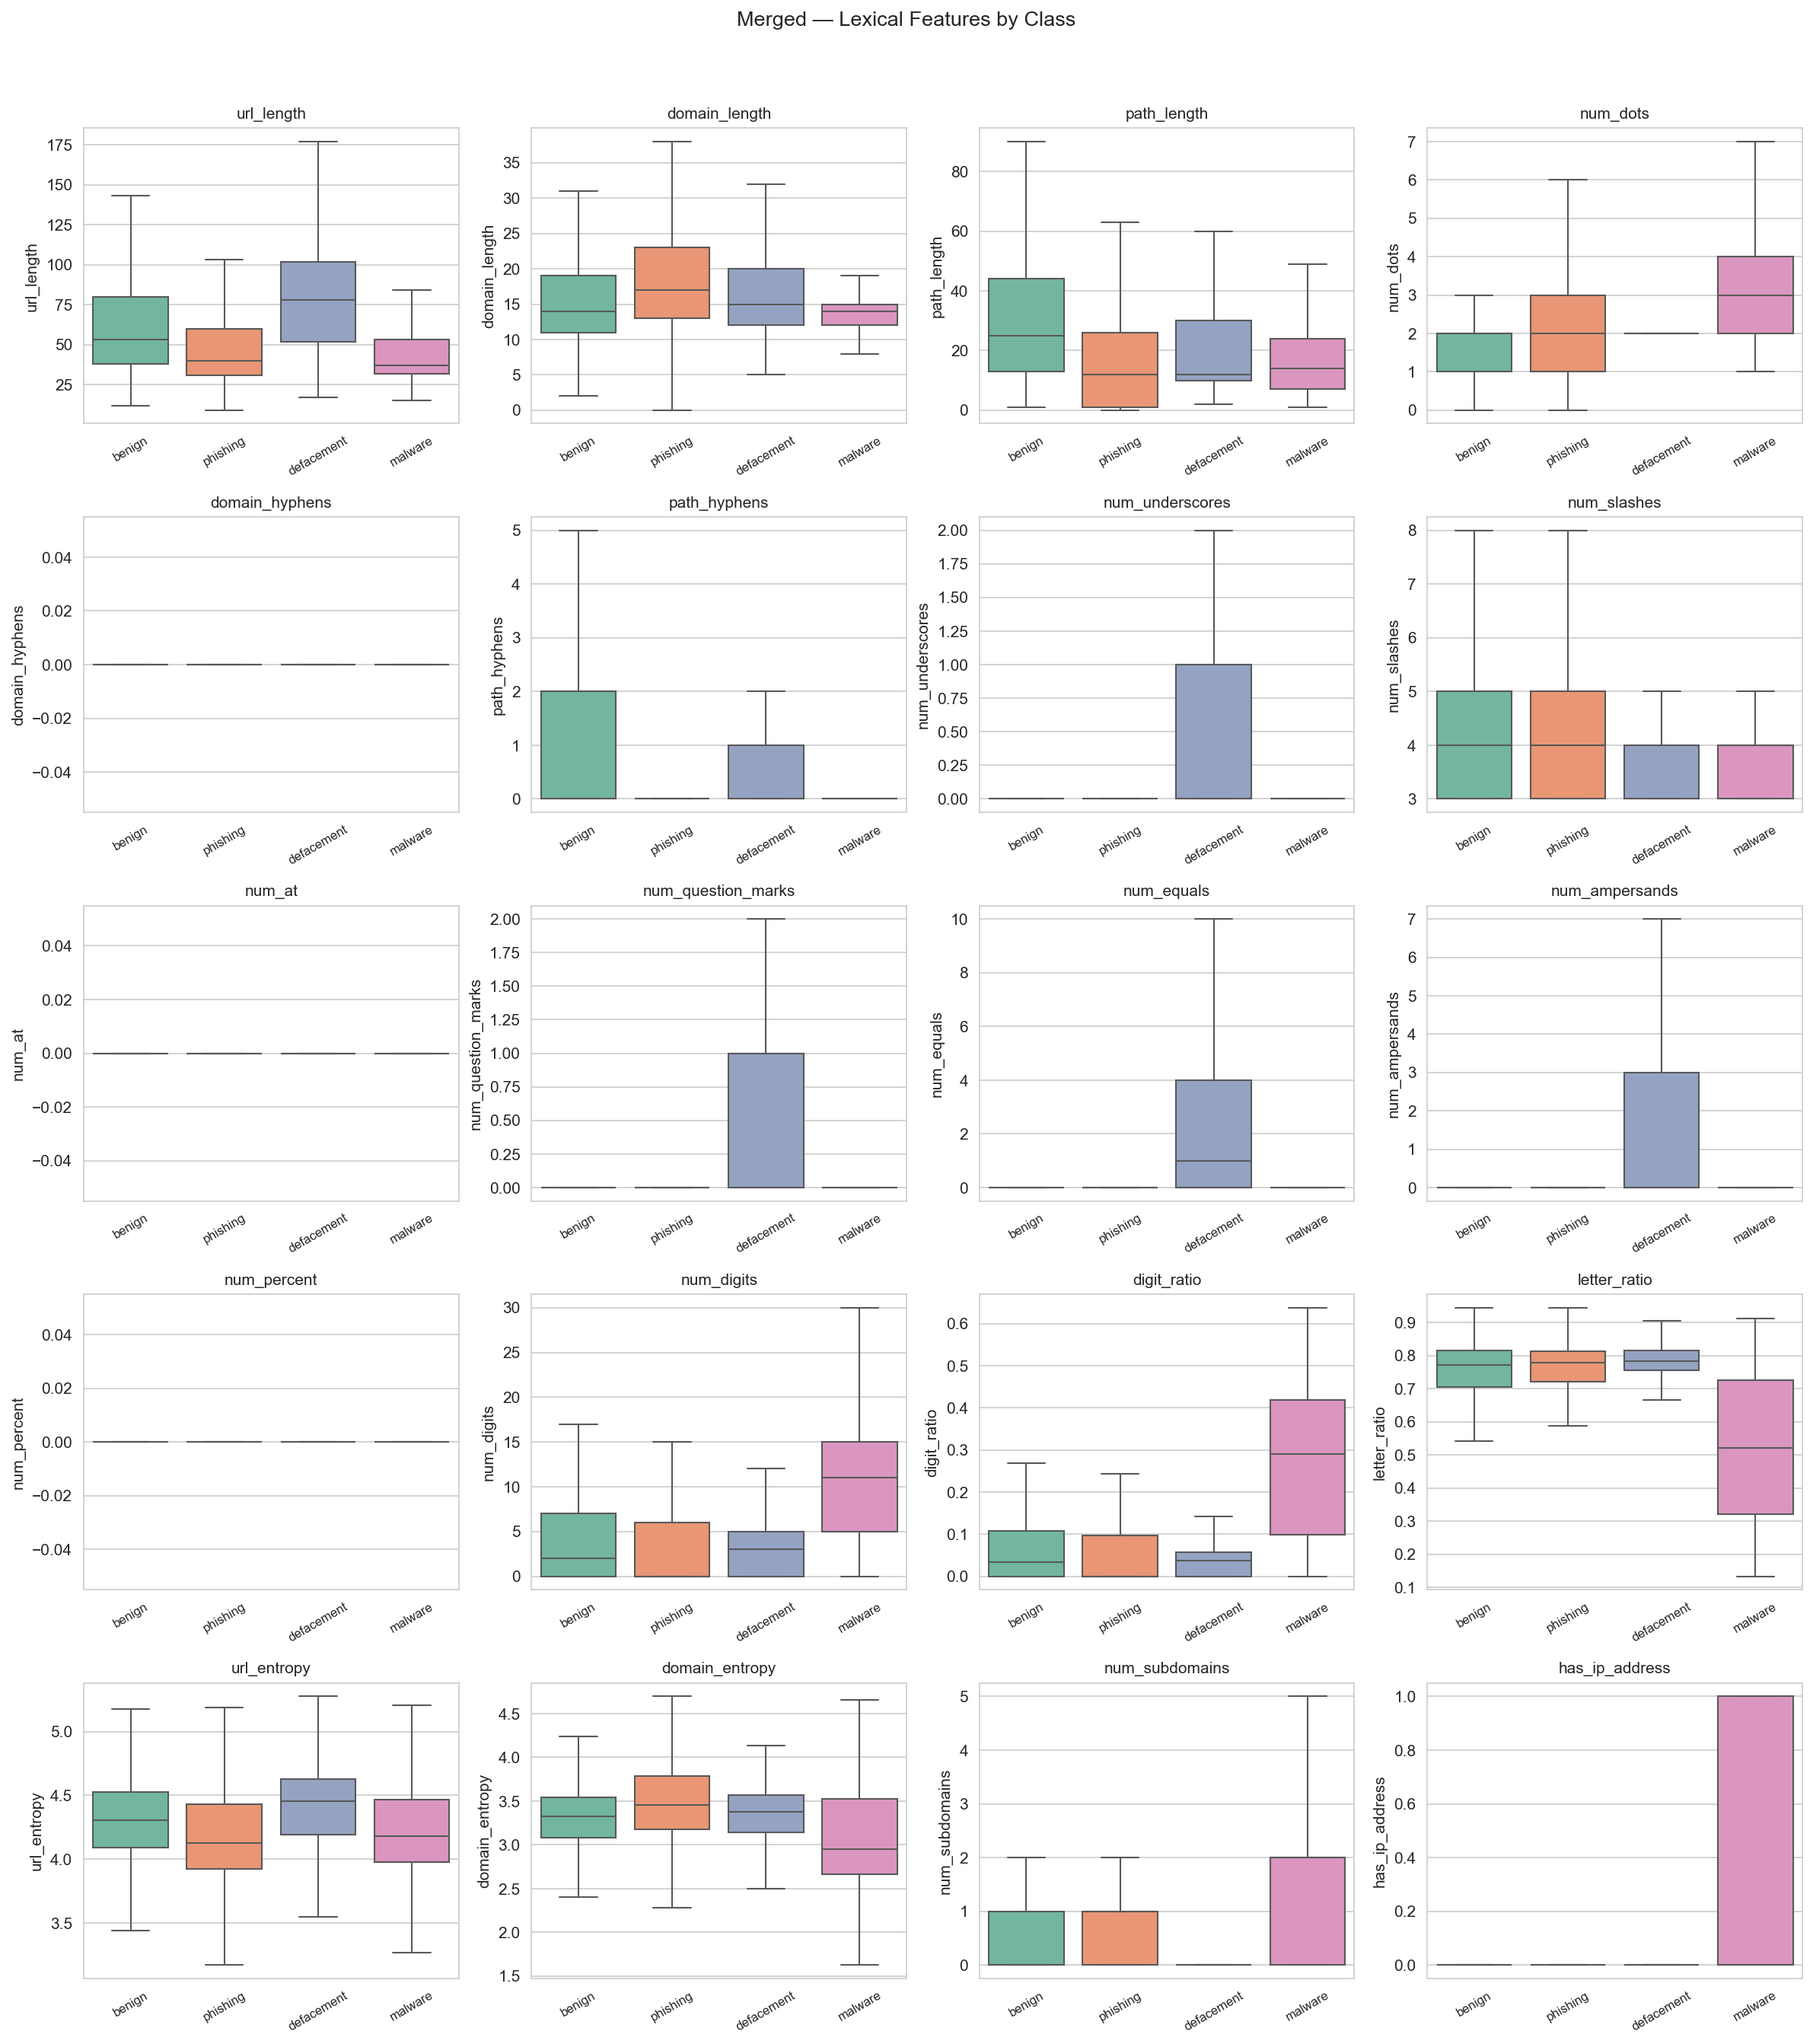 Merged — Lexical Features by Class
url_length
domain_length
path_length
num_dots
url_length
175
150
125
100
75
50
25
domain_length
35
30
25
20
15
10
5
0
path_length
80
60
40
20
0
num_dots
7
6
5
4
3
2
1
0
benign phishing defacement malware
benign phishing defacement malware
benign phishing defacement malware
benign phishing defacement malware
domain_hyphens
path_hyphens
num_underscores
num_slashes
domain_hyphens
0.04
0.02
0.00
−0.02
−0.04
path_hyphens
5
4
3
2
1
0
num_underscores
2.00
1.75
1.50
1.25
1.00
0.75
0.50
0.25
0.00
num_slashes
8
7
6
5
4
3
benign phishing defacement malware
benign phishing defacement malware
benign phishing defacement malware
benign phishing defacement malware
num_at
num_question_marks
num_equals
num_ampersands
num_at
0.04
0.02
0.00
−0.02
−0.04
num_question_marks
2.00
1.75
1.50
1.25
1.00
0.75
0.50
0.25
0.00
num_equals
10
8
6
4
2
0
num_ampersands
7
6
5
4
3
2
1
0
benign phishing defacement malware
benign phishing defacement malware
benign phishing defacement malware
benign phishing defacement malware
num_percent
num_digits
digit_ratio
letter_ratio
num_percent
0.04
0.02
0.00
−0.02
−0.04
num_digits
30
25
20
15
10
5
0
digit_ratio
0.6
0.5
0.4
0.3
0.2
0.1
0.0
letter_ratio
0.9
0.8
0.7
0.6
0.5
0.4
0.3
0.2
0.1
benign phishing defacement malware
benign phishing defacement malware
benign phishing defacement malware
benign phishing defacement malware
url_entropy
domain_entropy
num_subdomains
has_ip_address
url_entropy
5.0
4.5
4.0
3.5
domain_entropy
4.5
4.0
3.5
3.0
2.5
2.0
1.5
num_subdomains
5
4
3
2
1
0
has_ip_address
1.0
0.8
0.6
0.4
0.2
0.0
benign phishing defacement malware
benign phishing defacement malware
benign phishing defacement malware
benign phishing defacement malware